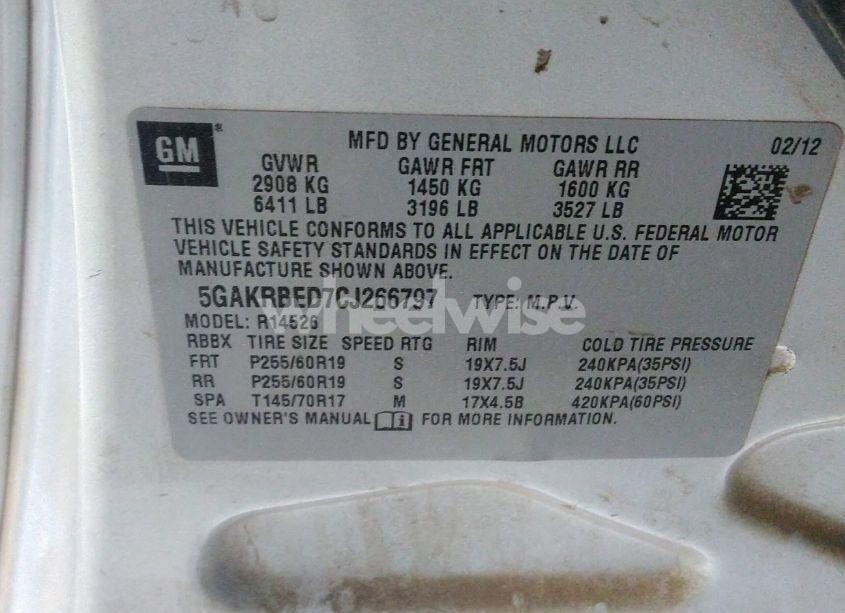 GM® MFD BY GENERAL MOTORS LLC 02/12
GVWR GAWR FRT GAWR RR
2908 KG 1450 KG 1600 KG
6411 LB 3196 LB 3527 LB
THIS VEHICLE CONFORMS TO ALL APPLICABLE U.S. FEDERAL MOTOR
VEHICLE SAFETY STANDARDS IN EFFECT ON THE DATE OF
MANUFACTURE SHOWN ABOVE.
5GAKRBED7CJ266797 TYPE: M.P.V.
wheelwise
MODEL: R14526
RBBX TIRE SIZE SPEED RTG RIM COLD TIRE PRESSURE
FRT P255/60R19 S 19X7.5J 240KPA(35PSI)
RR P255/60R19 S 19X7.5J 240KPA(35PSI)
SPA T145/70R17 M 17X4.5B 420KPA(60PSI)
SEE OWNER'S MANUAL i FOR MORE INFORMATION.